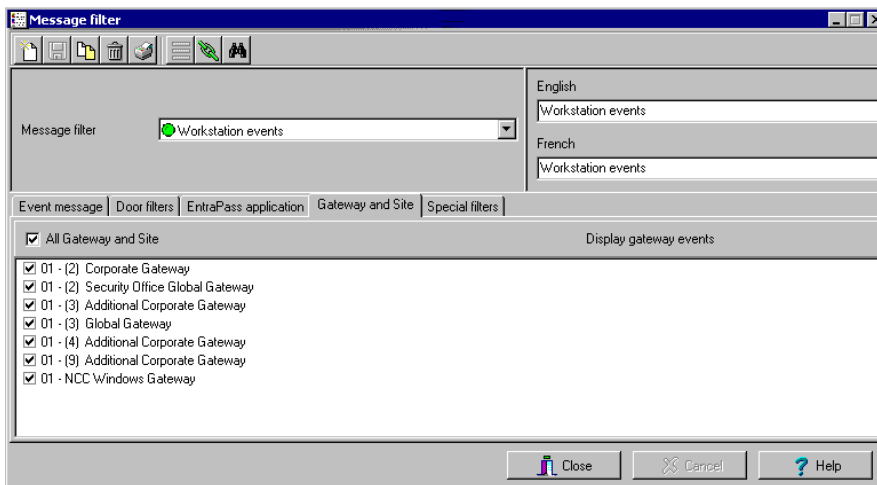 Message filter
English
Workstation events
Message filter
Workstation events
French
Workstation events
Event message
Door filters
EntraPass application
Gateway and Site
Special filters
All Gateway and Site
Display gateway events
01 - (2) Corporate Gateway
01 - (2) Security Office Global Gateway
01 - (3) Additional Corporate Gateway
01 - (3) Global Gateway
01 - (4) Additional Corporate Gateway
01 - (9) Additional Corporate Gateway
01 - NCC Windows Gateway
Close
Cancel
? Help